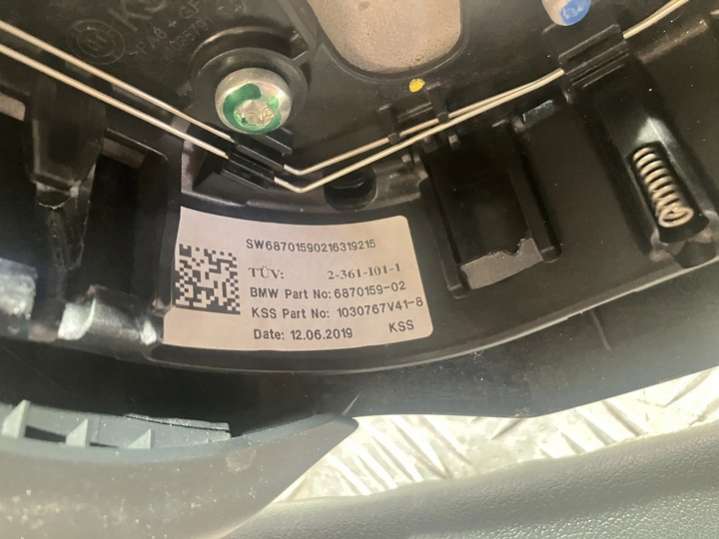 SW68701590216319215
TÜV: 2-361-101-1
BMW Part No: 6870159-02
KSS Part No: 1030767V41-8
Date: 12.06.2019 KSS